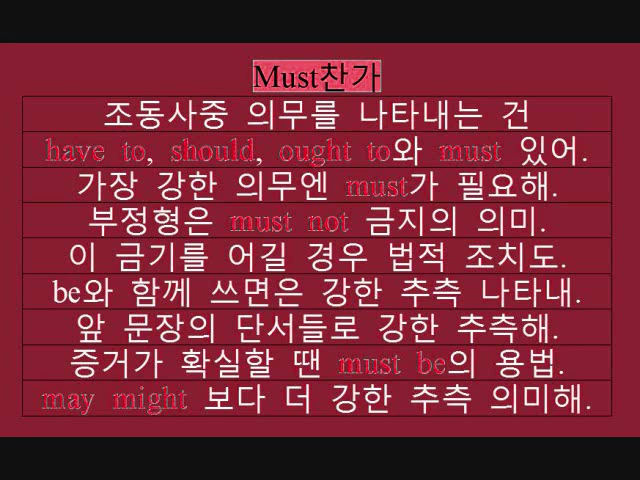 Must찬가
조동사중 의무를 나타내는 건
have to, should, ought to와 must 있어.
가장 강한 의무엔 must가 필요해.
부정형은 must not 금지의 의미.
이 금기를 어길 경우 법적 조치도.
be와 함께 쓰면은 강한 추측 나타내.
앞 문장의 단서들로 강한 추측해.
증거가 확실할 땐 must be의 용법.
may might 보다 더 강한 추측 의미해.